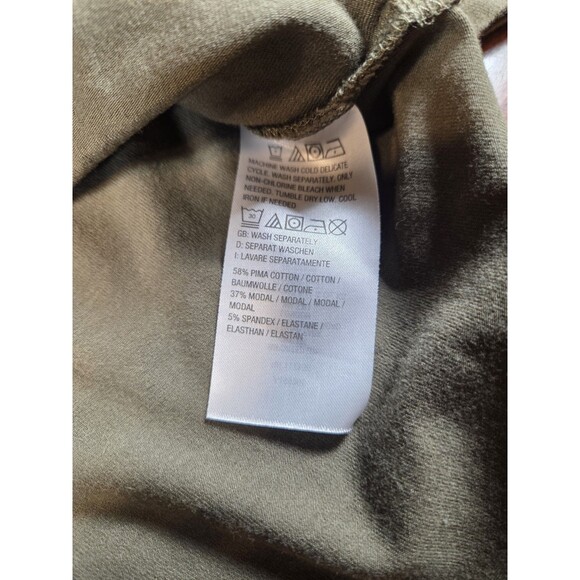 MACHINE WASH COLD DELICATE
CYCLE. WASH SEPARATELY. ONLY
NON-CHLORINE BLEACH WHEN
NEEDED. TUMBLE DRY LOW. COOL
IRON IF NEEDED.
30
GB: WASH SEPARATELY
D: SEPARAT WASCHEN
I: LAVARE SEPARATAMENTE
58% PIMA COTTON / COTTON /
BAUMWOLLE / COTONE
37% MODAL / MODAL / MODAL /
MODAL
5% SPANDEX / ELASTANE /
ELASTHAN / ELASTAN